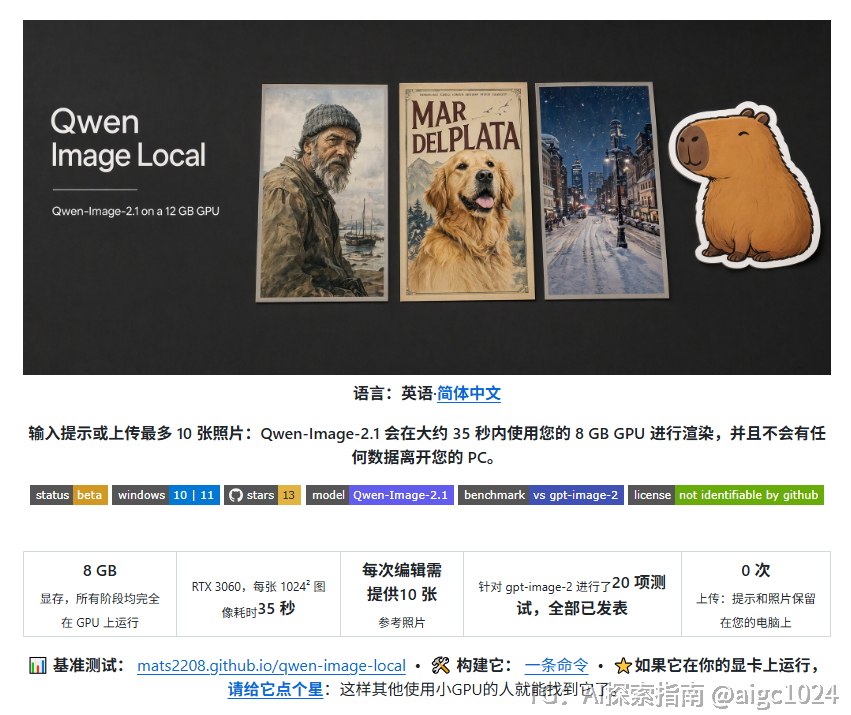 Qwen
Image Local
Qwen-Image-2.1 on a 12 GB GPU
MAR
DEL PLATA
语言：英语·简体中文
输入提示或上传最多 10 张照片：Qwen-Image-2.1 会在大约 35 秒内使用您的 8 GB GPU 进行渲染，并且不会有任
何数据离开您的 PC。
status beta windows 10 | 11 stars 13 model Qwen-Image-2.1 benchmark vs gpt-image-2 license not identifiable by github
8 GB
显存，所有阶段均完全
在 GPU 上运行
RTX 3060，每张 1024² 图
像耗时35 秒
每次编辑需
提供10 张
参考照片
针对 gpt-image-2 进行了20 项测
试，全部已发表
0 次
上传：提示和照片保留
在您的电脑上
📊 基准测试： mats2208.github.io/qwen-image-local • 🛠 构建它： 一条命令 • ⭐如果它在你的显卡上运行，
请给它点个星：这样其他使用小GPU的人就能找到它了。
AI探索指南 @aigc1024